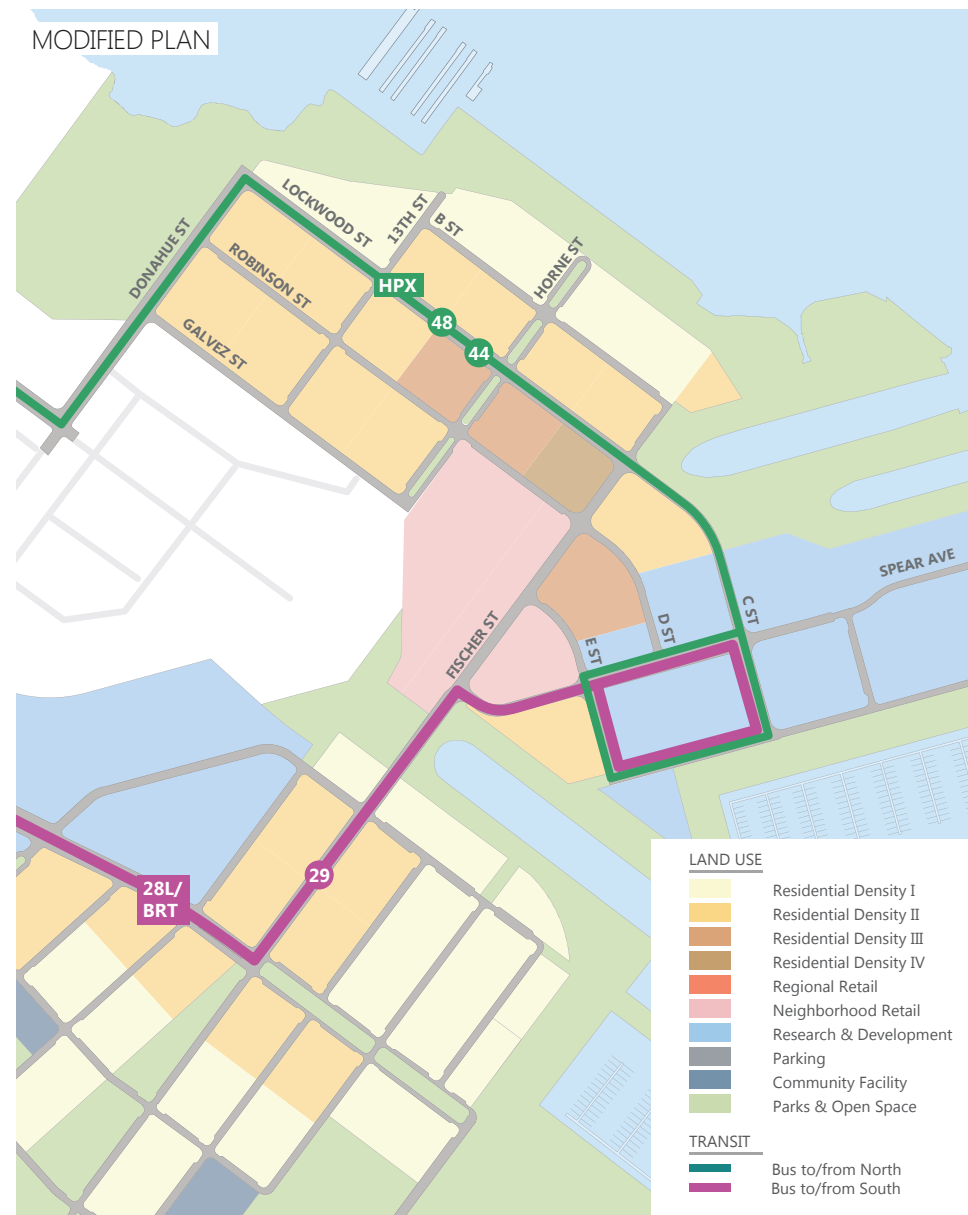 MODIFIED PLAN
LOCKWOOD ST
13TH ST
B ST
HORNE ST
DONAHUE ST
ROBINSON ST
GALVEZ ST
HPX
48
44
SPEAR AVE
C ST
D ST
E ST
FISCHER ST
29
28L/
BRT
LAND USE
Residential Density I
Residential Density II
Residential Density III
Residential Density IV
Regional Retail
Neighborhood Retail
Research & Development
Parking
Community Facility
Parks & Open Space
TRANSIT
Bus to/from North
Bus to/from South